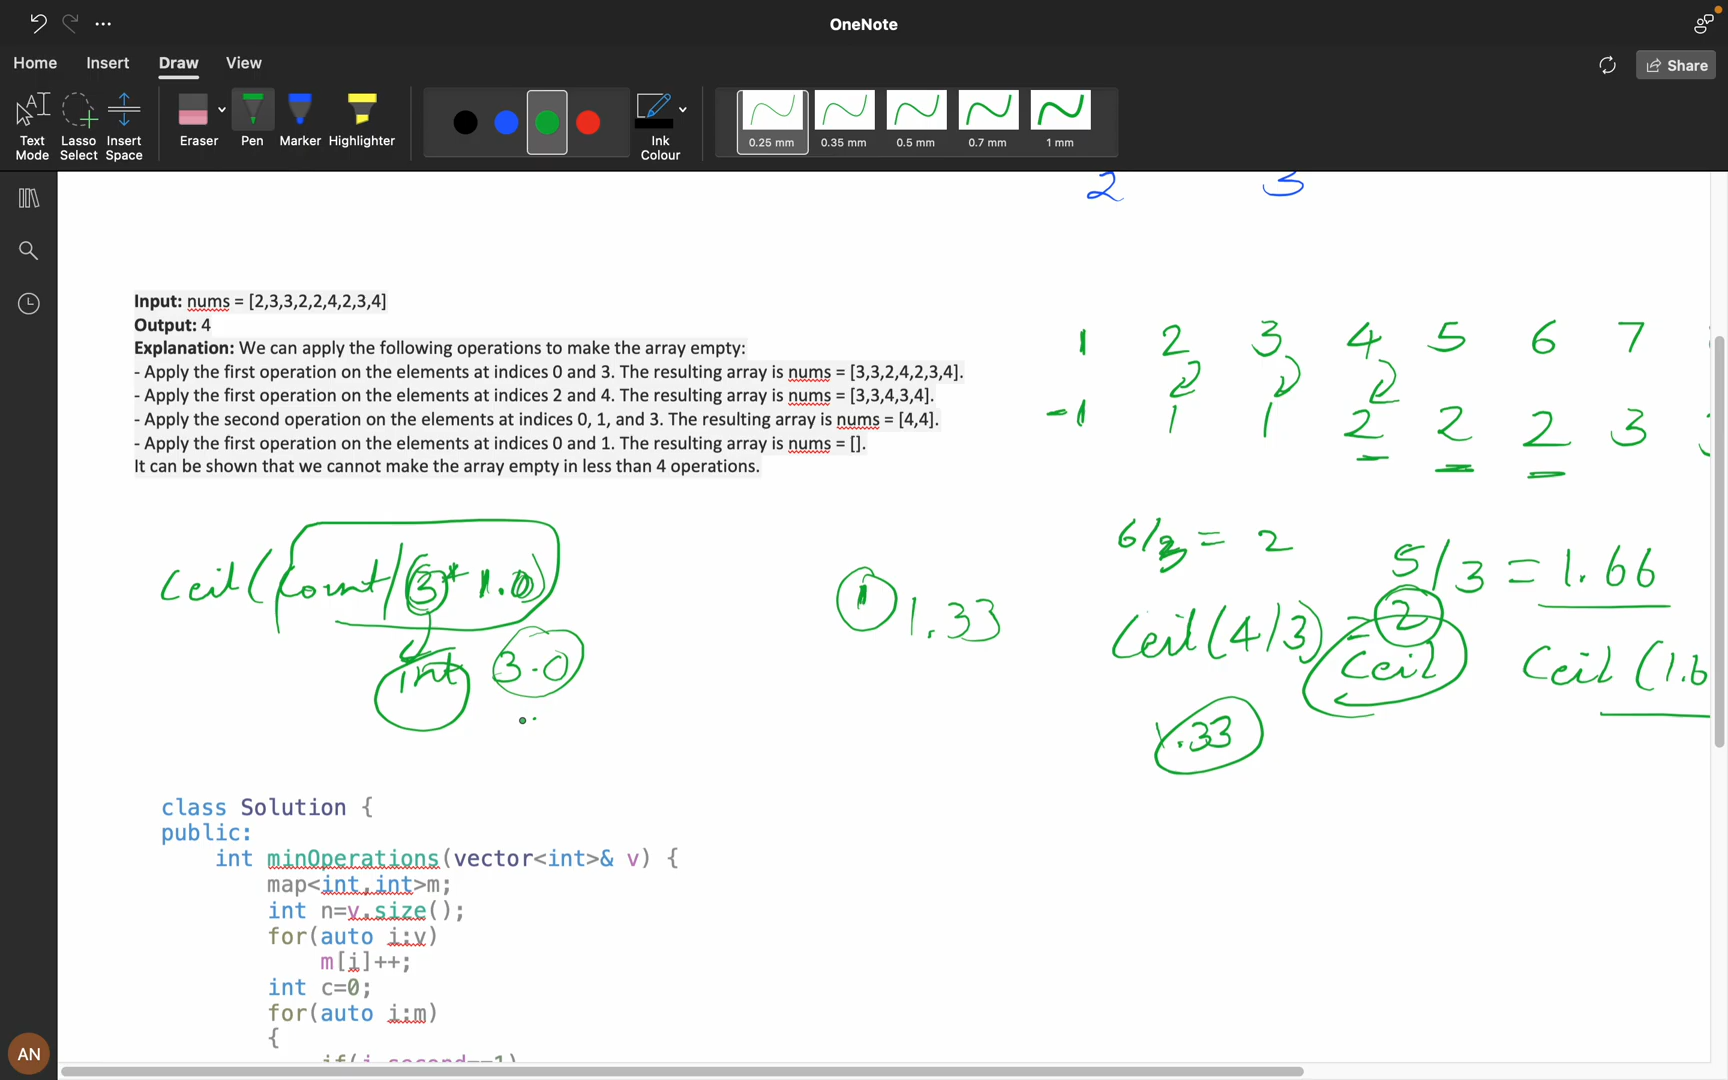 OneNote
Home Insert Draw View
Share
Text Mode
Lasso Select
Insert Space
Eraser
Pen
Marker
Highlighter
Ink Colour
0.25 mm
0.35 mm
0.5 mm
0.7 mm
1 mm
2 3
Input: nums = [2,3,3,2,2,4,2,3,4]
Output: 4
Explanation: We can apply the following operations to make the array empty:
- Apply the first operation on the elements at indices 0 and 3. The resulting array is nums = [3,3,2,4,2,3,4].
- Apply the first operation on the elements at indices 2 and 4. The resulting array is nums = [3,3,4,3,4].
- Apply the second operation on the elements at indices 0, 1, and 3. The resulting array is nums = [4,4].
- Apply the first operation on the elements at indices 0 and 1. The resulting array is nums = [].
It can be shown that we cannot make the array empty in less than 4 operations.
1 2 3 4 5 6 7
-1 1 1 2 2 2 3
6/3 = 2
5/3 = 1.66
ceil(count/(3*1.0)
int 3.0
1 1.33
ceil(4/3) = 2
ceil
ceil (1.6
1.33
class Solution {
public:
int minOperations(vector<int>& v) {
map<int,int>m;
int n=v.size();
for(auto i:v)
m[i]++;
int c=0;
for(auto i:m)
{
if(i.second==1)
AN